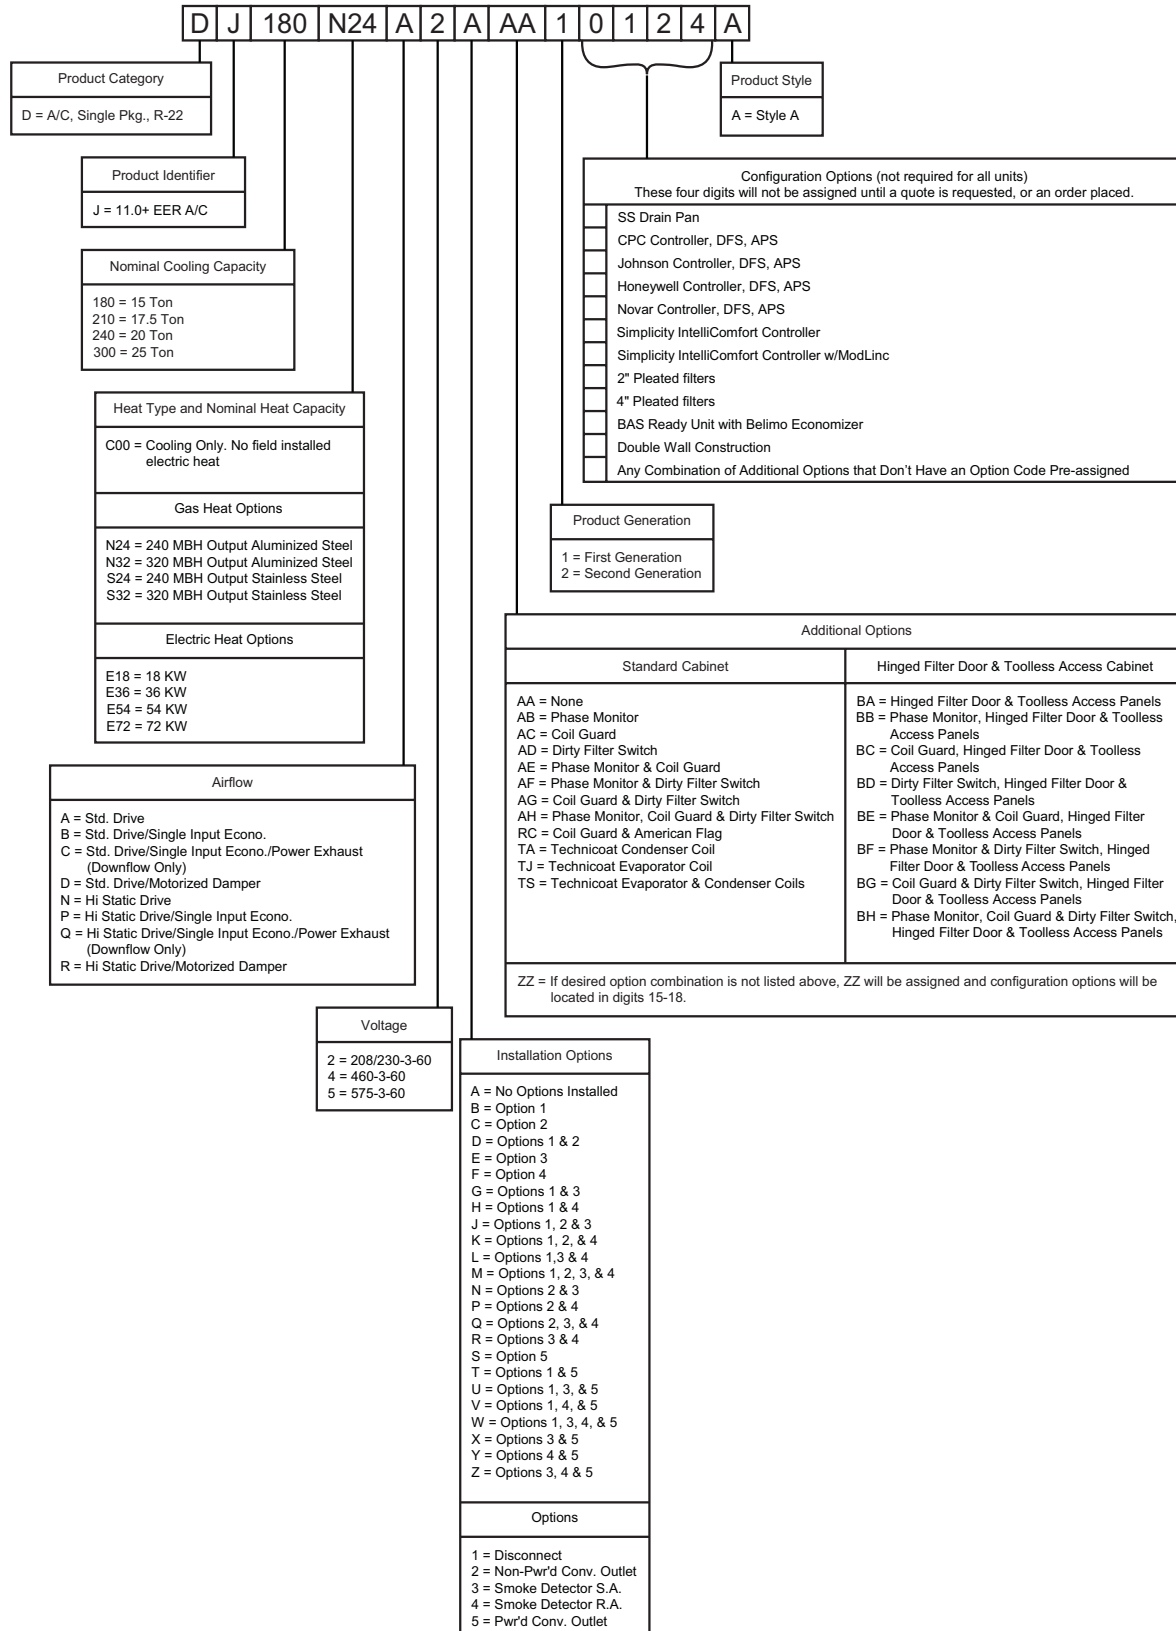 D J 180 N24 A 2 A AA 1 0 1 2 4 A
Product Category
D = A/C, Single Pkg., R-22
Product Style
A = Style A
Product Identifier
J = 11.0+ EER A/C
Configuration Options (not required for all units)
These four digits will not be assigned until a quote is requested, or an order placed.
SS Drain Pan
CPC Controller, DFS, APS
Johnson Controller, DFS, APS
Honeywell Controller, DFS, APS
Novar Controller, DFS, APS
Simplicity IntelliComfort Controller
Simplicity IntelliComfort Controller w/ModLinc
2" Pleated filters
4" Pleated filters
BAS Ready Unit with Belimo Economizer
Double Wall Construction
Any Combination of Additional Options that Don't Have an Option Code Pre-assigned
Nominal Cooling Capacity
180 = 15 Ton
210 = 17.5 Ton
240 = 20 Ton
300 = 25 Ton
Heat Type and Nominal Heat Capacity
C00 = Cooling Only. No field installed
electric heat
Gas Heat Options
N24 = 240 MBH Output Aluminized Steel
N32 = 320 MBH Output Aluminized Steel
S24 = 240 MBH Output Stainless Steel
S32 = 320 MBH Output Stainless Steel
Electric Heat Options
E18 = 18 KW
E36 = 36 KW
E54 = 54 KW
E72 = 72 KW
Product Generation
1 = First Generation
2 = Second Generation
Additional Options
Standard Cabinet
AA = None
AB = Phase Monitor
AC = Coil Guard
AD = Dirty Filter Switch
AE = Phase Monitor & Coil Guard
AF = Phase Monitor & Dirty Filter Switch
AG = Coil Guard & Dirty Filter Switch
AH = Phase Monitor, Coil Guard & Dirty Filter Switch
RC = Coil Guard & American Flag
TA = Technicoat Condenser Coil
TJ = Technicoat Evaporator Coil
TS = Technicoat Evaporator & Condenser Coils
Hinged Filter Door & Toolless Access Cabinet
BA = Hinged Filter Door & Toolless Access Panels
BB = Phase Monitor, Hinged Filter Door & Toolless
Access Panels
BC = Coil Guard, Hinged Filter Door & Toolless
Access Panels
BD = Dirty Filter Switch, Hinged Filter Door &
Toolless Access Panels
BE = Phase Monitor & Coil Guard, Hinged Filter
Door & Toolless Access Panels
BF = Phase Monitor & Dirty Filter Switch, Hinged
Filter Door & Toolless Access Panels
BG = Coil Guard & Dirty Filter Switch, Hinged Filter
Door & Toolless Access Panels
BH = Phase Monitor, Coil Guard & Dirty Filter Switch,
Hinged Filter Door & Toolless Access Panels
ZZ = If desired option combination is not listed above, ZZ will be assigned and configuration options will be
located in digits 15-18.
Airflow
A = Std. Drive
B = Std. Drive/Single Input Econo.
C = Std. Drive/Single Input Econo./Power Exhaust
(Downflow Only)
D = Std. Drive/Motorized Damper
N = Hi Static Drive
P = Hi Static Drive/Single Input Econo.
Q = Hi Static Drive/Single Input Econo./Power Exhaust
(Downflow Only)
R = Hi Static Drive/Motorized Damper
Voltage
2 = 208/230-3-60
4 = 460-3-60
5 = 575-3-60
Installation Options
A = No Options Installed
B = Option 1
C = Option 2
D = Options 1 & 2
E = Option 3
F = Option 4
G = Options 1 & 3
H = Options 1 & 4
J = Options 1, 2 & 3
K = Options 1, 2, & 4
L = Options 1,3 & 4
M = Options 1, 2, 3, & 4
N = Options 2 & 3
P = Options 2 & 4
Q = Options 2, 3, & 4
R = Options 3 & 4
S = Option 5
T = Options 1 & 5
U = Options 1, 3, & 5
V = Options 1, 4, & 5
W = Options 1, 3, 4, & 5
X = Options 3 & 5
Y = Options 4 & 5
Z = Options 3, 4 & 5
Options
1 = Disconnect
2 = Non-Pwr'd Conv. Outlet
3 = Smoke Detector S.A.
4 = Smoke Detector R.A.
5 = Pwr'd Conv. Outlet